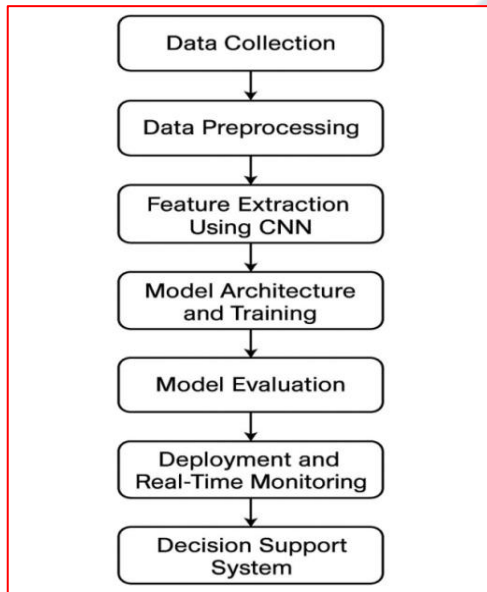 Data Collection
Data Preprocessing
Feature Extraction
Using CNN
Model Architecture
and Training
Model Evaluation
Deployment and
Real-Time Monitoring
Decision Support
System